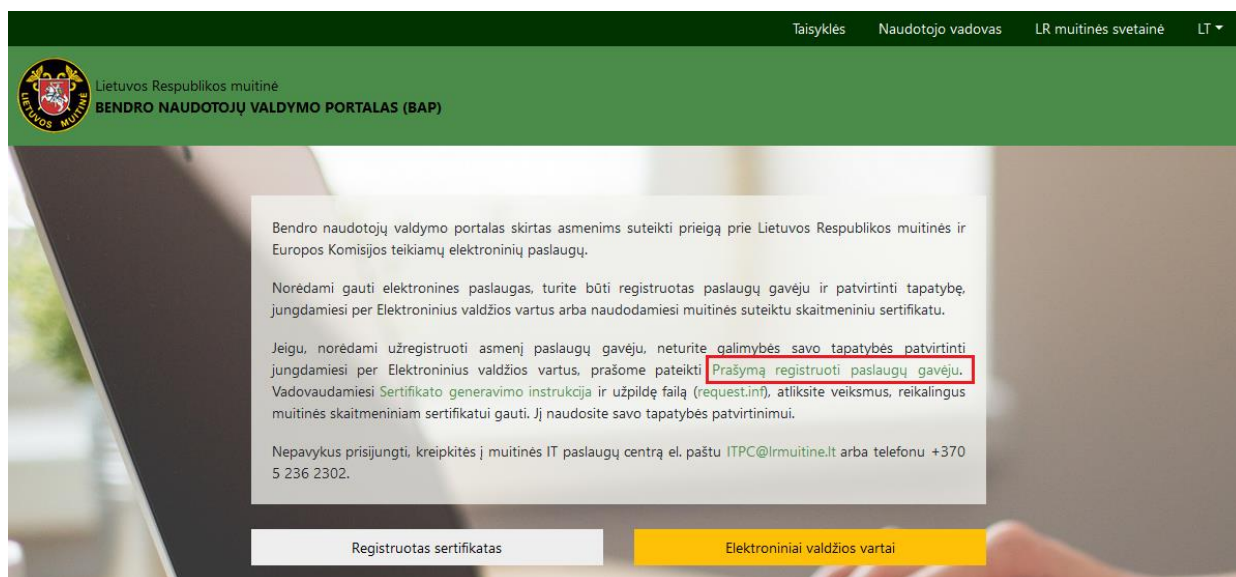 Taisyklės Naudotojo vadovas LR muitinės svetainė LT
Lietuvos Respublikos muitinė
BENDRO NAUDOTOJŲ VALDYMO PORTALAS (BAP)
LIETUVOS MUITINĖ
Bendro naudotojų valdymo portalas skirtas asmenims suteikti prieigą prie Lietuvos Respublikos muitinės ir
Europos Komisijos teikiamų elektroninių paslaugų.
Norėdami gauti elektronines paslaugas, turite būti registruotas paslaugų gavėju ir patvirtinti tapatybę,
jungdamiesi per Elektroninius valdžios vartus arba naudodamiesi muitinės suteiktu skaitmeniniu sertifikatu.
Jeigu, norėdami užregistruoti asmenį paslaugų gavėju, neturite galimybės savo tapatybės patvirtinti
jungdamiesi per Elektroninius valdžios vartus, prašome pateikti Prašymą registruoti paslaugų gavėju.
Vadovaudamiesi Sertifikato generavimo instrukcija ir užpildę failą (request.inf), atliksite veiksmus, reikalingus
muitinės skaitmeniniam sertifikatui gauti. Jį naudosite savo tapatybės patvirtinimui.
Nepavykus prisijungti, kreipkitės į muitinės IT paslaugų centrą el. paštu ITPC@lrmuitine.lt arba telefonu +370
5 236 2302.
Registruotas sertifikatas Elektroniniai valdžios vartai